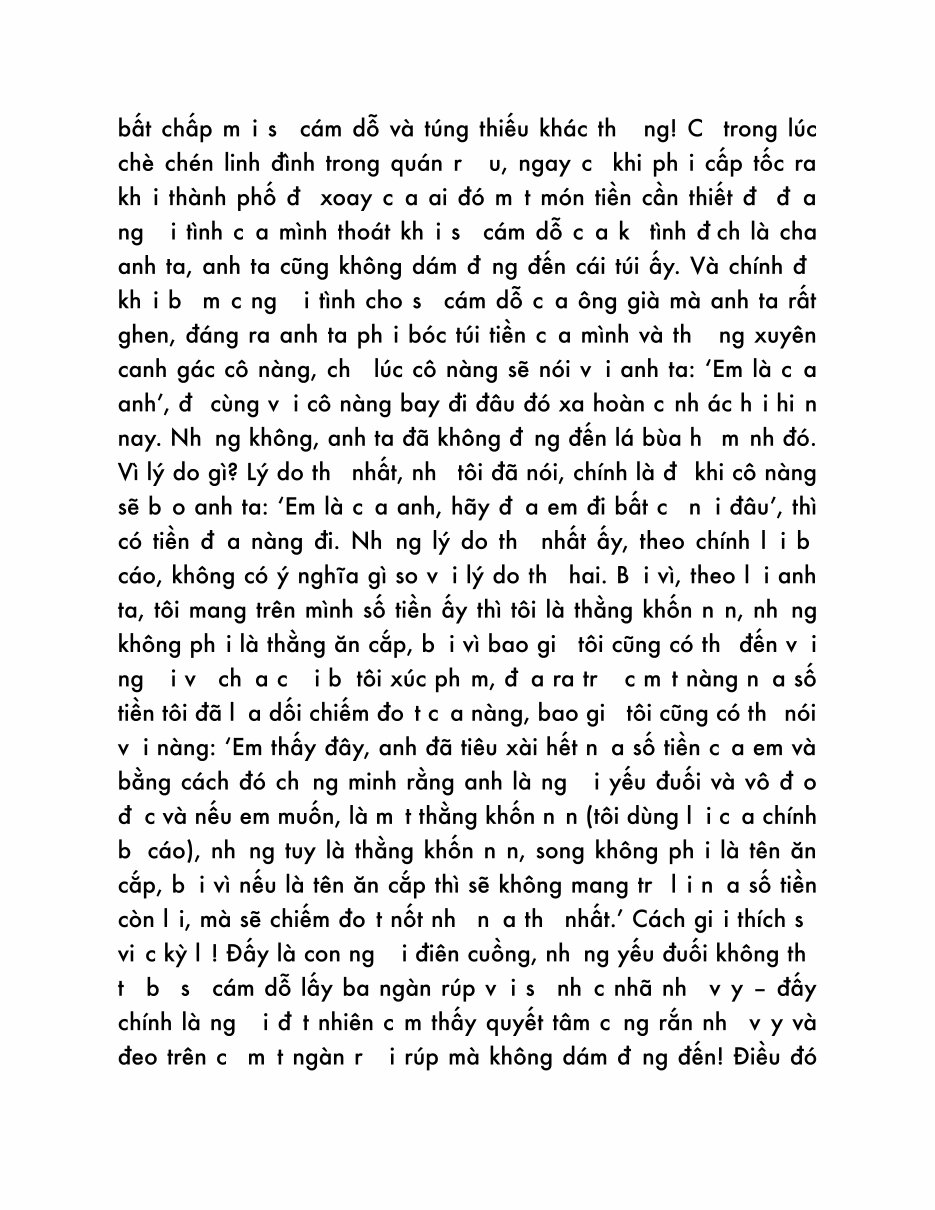 bất chấp m i s  cám dỗ và túng thiếu khác th  ng! C  trong lúc
chè chén linh đình trong quán r  u, ngay c  khi ph i cấp tốc ra
kh i thành phố đ  xoay c a ai đó m t món tiền cần thiết đ  đ a
ng  i tình c a mình thoát kh i s  cám dỗ c a k  tình đ ch là cha
anh ta, anh ta cũng không dám đ ng đến cái túi ấy. Và chính đ 
kh i b  m c ng  i tình cho s  cám dỗ c a ông già mà anh ta rất
ghen, đáng ra anh ta ph i bóc túi tiền c a mình và th  ng xuyên
canh gác cô nàng, ch  lúc cô nàng sẽ nói v i anh ta: ‘Em là c a
anh’, đ  cùng v i cô nàng bay đi đâu đó xa hoàn c nh ác h i hi n
nay. Nh ng không, anh ta đã không đ ng đến lá bùa h  m nh đó.
Vì lý do gì? Lý do th  nhất, nh  tôi đã nói, chính là đ  khi cô nàng
sẽ b o anh ta: ‘Em là c a anh, hãy đ a em đi bất c  n i đâu’, thì
có tiền đ a nàng đi. Nh ng lý do th  nhất ấy, theo chính l i b 
cáo, không có ý nghĩa gì so v i lý do th  hai. B i vì, theo l i anh
ta, tôi mang trên mình số tiền ấy thì tôi là thằng khốn n n, nh ng
không ph i là thằng ăn cắp, b i vì bao gi  tôi cũng có th  đến v i
ng  i v  ch a c  i b  tôi xúc ph m, đ a ra tr  c m t nàng n a số
tiền tôi đã l a dối chiếm đo t c a nàng, bao gi  tôi cũng có th  nói
v i nàng: ‘Em thấy đây, anh đã tiêu xài hết n a số tiền c a em và
bằng cách đó ch ng minh rằng anh là ng  i yếu đuối và vô đ o
đ c và nếu em muốn, là m t thằng khốn n n (tôi dùng l i c a chính
b  cáo), nh ng tuy là thằng khốn n n, song không ph i là tên ăn
cắp, b i vì nếu là tên ăn cắp thì sẽ không mang tr  l i n a số tiền
còn l i, mà sẽ chiếm đo t nốt nh  n a th  nhất.’ Cách gi i thích s 
vi c kỳ l ! Đấy là con ng  i điên cuồng, nh ng yếu đuối không th 
t  b  s  cám dỗ lấy ba ngàn rúp v i s  nh c nhã nh  v y – đấy
chính là ng  i đ t nhiên c m thấy quyết tâm c ng rắn nh  v y và
đeo trên c  m t ngàn r  i rúp mà không dám đ ng đến! Điều đó